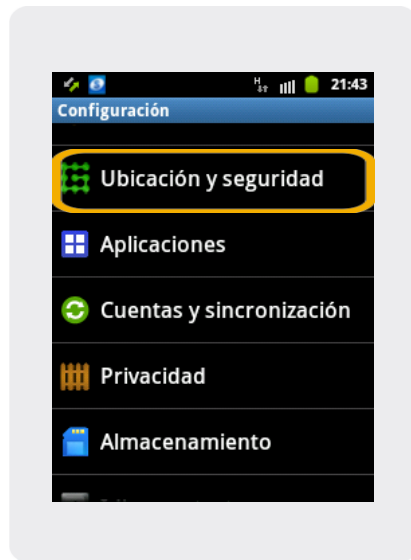 H
21:43
Configuración
Ubicación y seguridad
Aplicaciones
Cuentas y sincronización
Privacidad
Almacenamiento